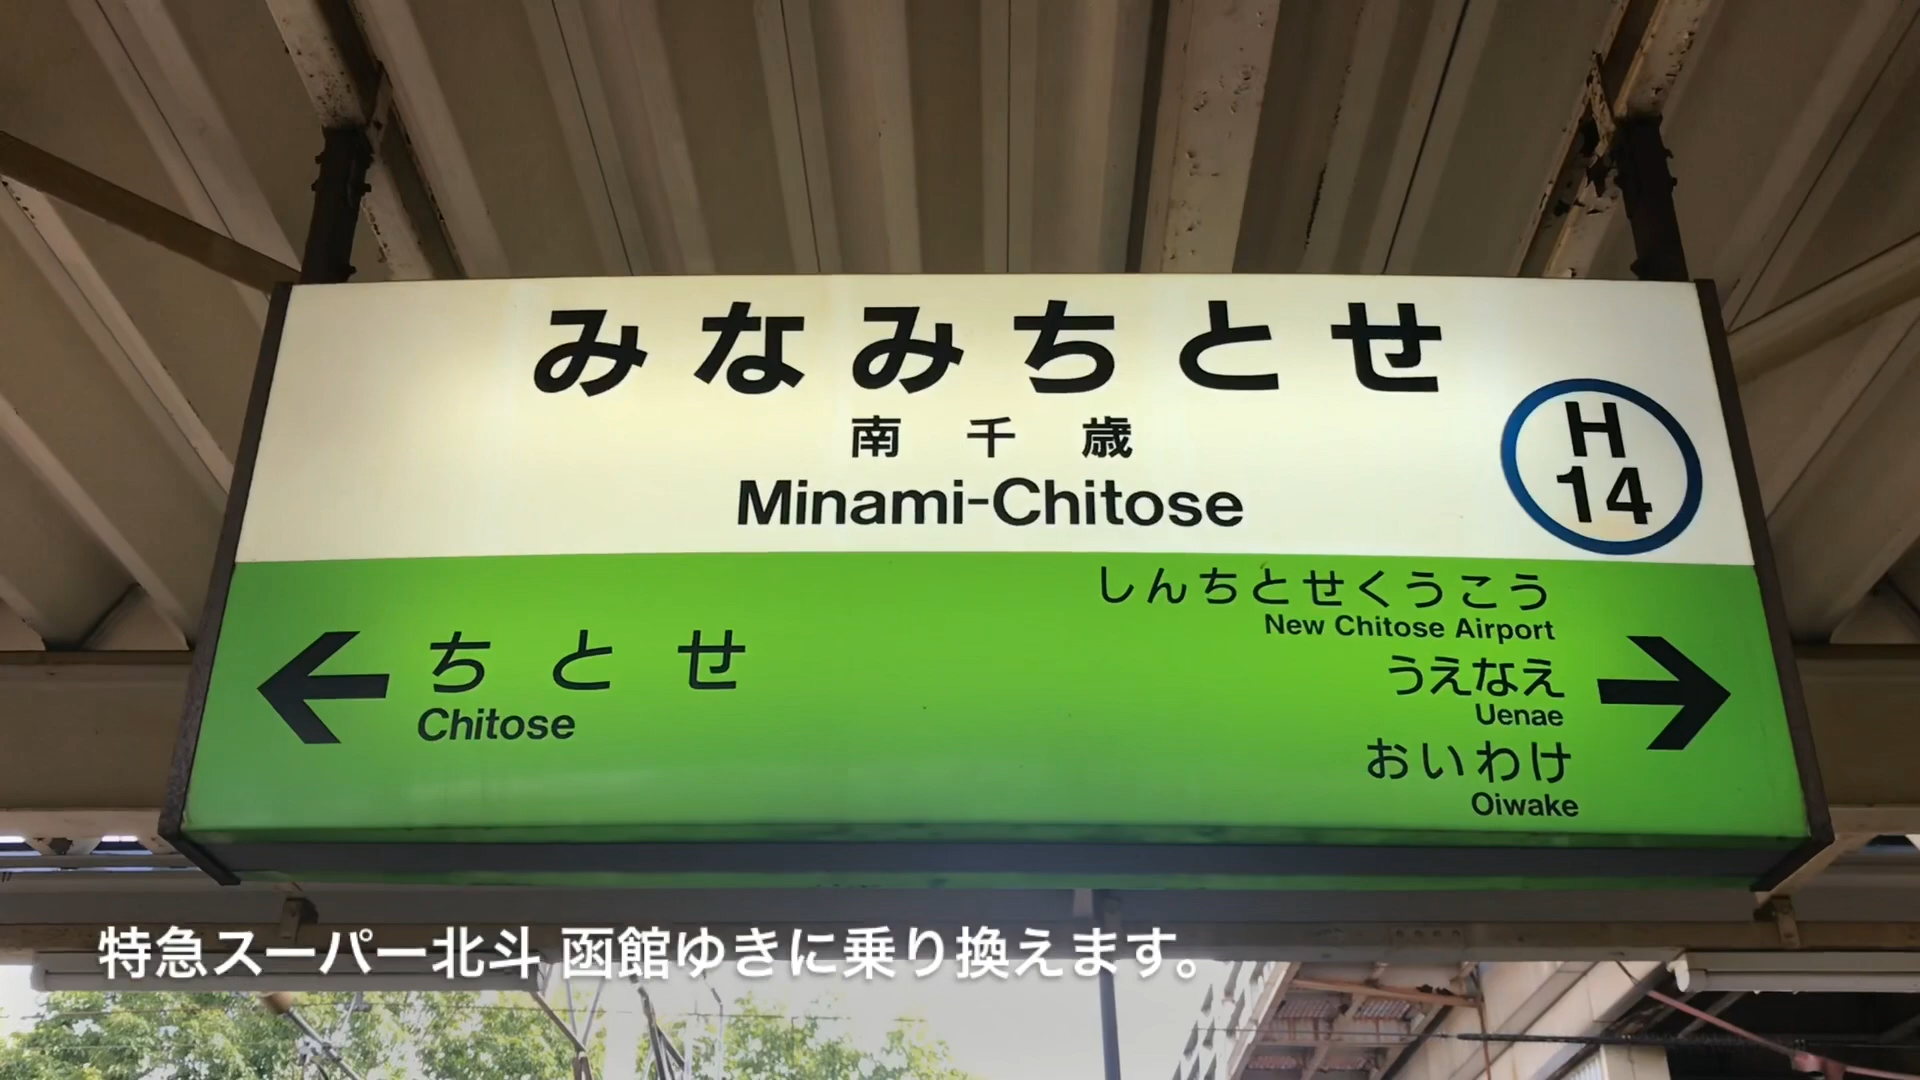 みなみちとせ
南千歳
Minami-Chitose
H
14
ちとせ
Chitose
しんちとせくうこう
New Chitose Airport
うえなえ
Uenae
おいわけ
Oiwake
特急スーパー北斗 函館ゆきに乗り換えます。